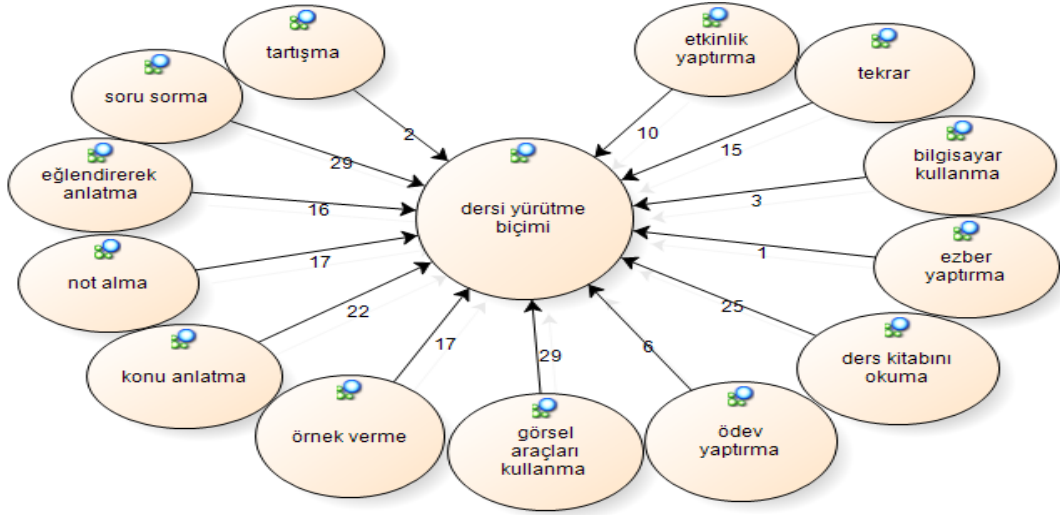 tartışma
etkinlik
yaptırma
soru sorma
tekrar
2
10
29
15
eğlendirerek
anlatma
bilgisayar
kullanma
16
3
dersi yürütme
biçimi
not alma
17
1
ezber
yaptırma
konu anlatma
22
25
ders kitabını
okuma
17
29
6
örnek verme
görsel
araçları
kullanma
ödev
yaptırma